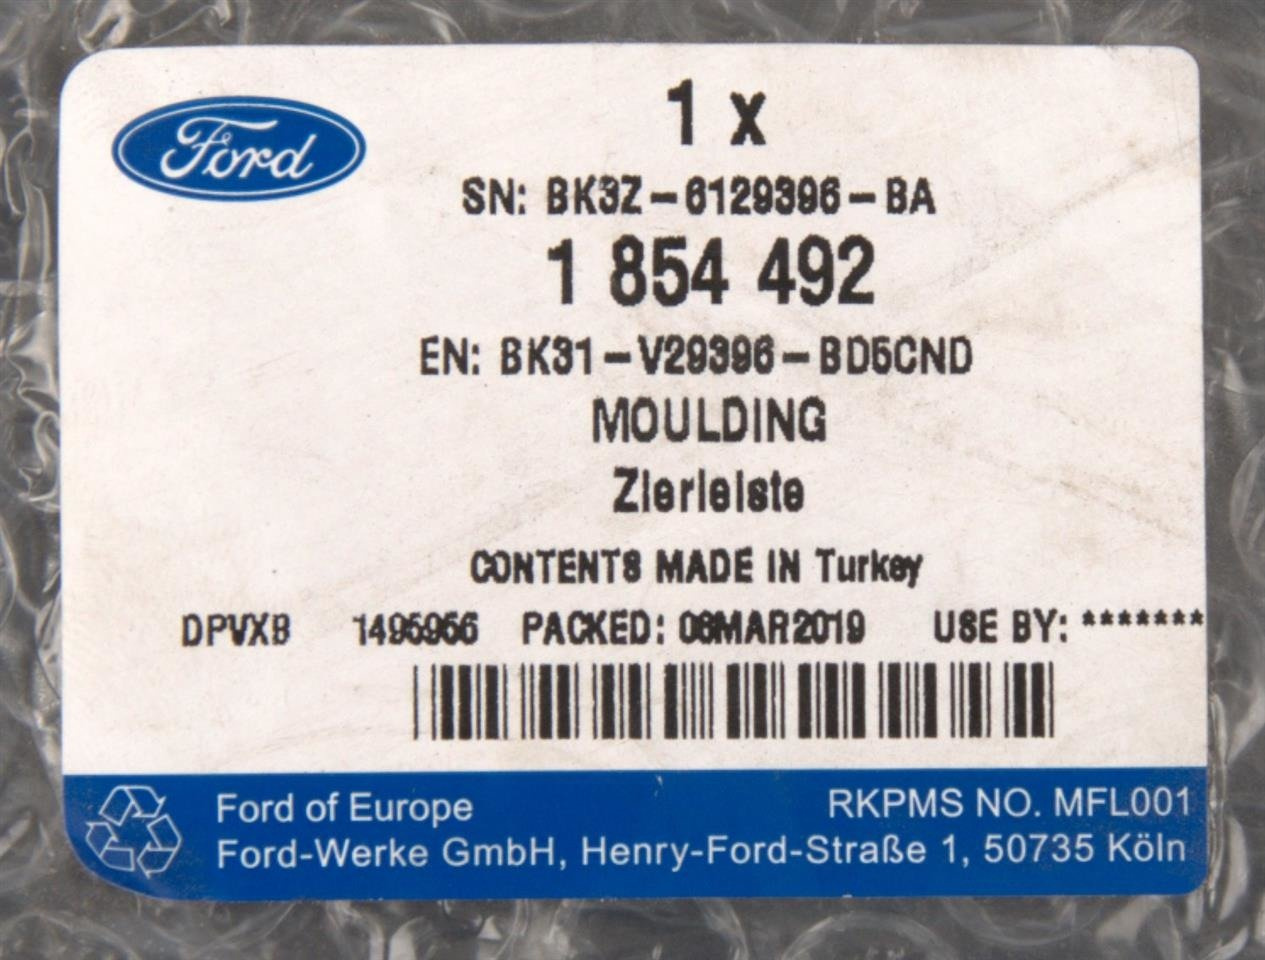 Ford
1 x
SN: BK3Z-6129396-BA
1 854 492
EN: BK31-V29396-BD5CND
MOULDING
Zierleiste
CONTENTS MADE IN Turkey
DPVXB 1495956 PACKED: 06MAR2019 USE BY: *******
Ford of Europe RKPMS NO. MFL001
Ford-Werke GmbH, Henry-Ford-Straße 1, 50735 Köln